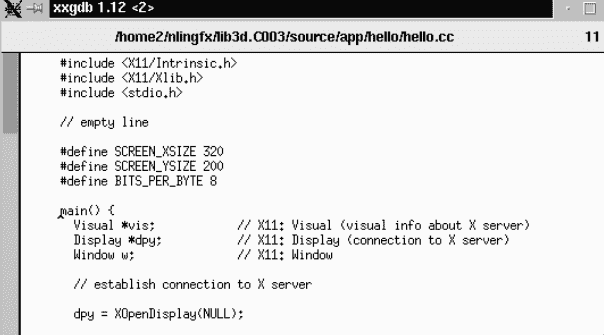 xxgdb 1.12 <2>
/home2/nlingfx/lib3d.C003/source/app/hello/hello.cc 11
#include <X11/Intrinsic.h>
#include <X11/Xlib.h>
#include <stdio.h>
// empty line
#define SCREEN_XSIZE 320
#define SCREEN_YSIZE 200
#define BITS_PER_BYTE 8
main() {
Visual *vis; // X11: Visual (visual info about X server)
Display *dpy; // X11: Display (connection to X server)
Window w; // X11: Window
// establish connection to X server
dpy = XOpenDisplay(NULL);